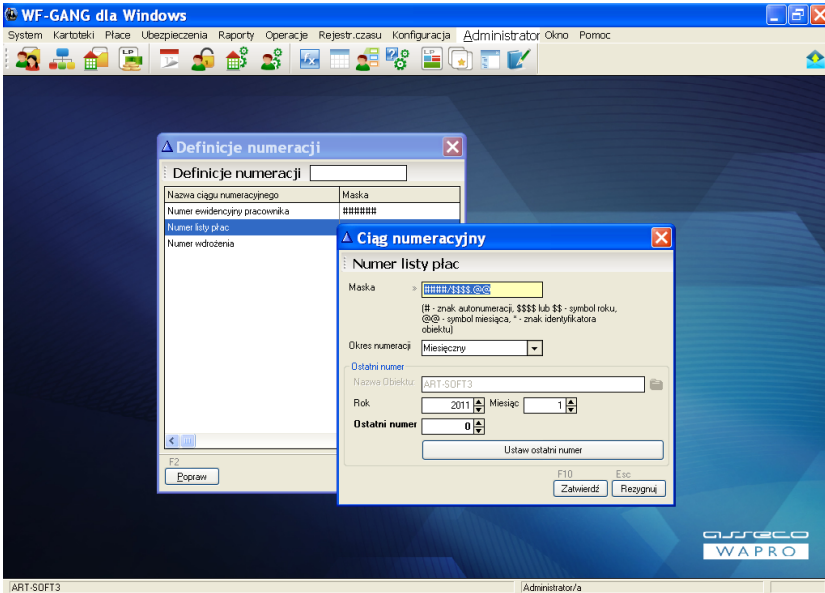 WF-GANG dla Windows
System Kartoteki Płace Ubezpieczenia Raporty Operacje Rejestr.czasu Konfiguracja Administrator Okno Pomoc
Definicje numeracji
Definicje numeracji
Nazwa ciągu numeracyjnego Maska
Numer ewidencyjny pracownika ######
Numer listy płac
Numer wdrożenia
F2
Popraw
Ciąg numeracyjny
Numer listy płac
Maska » ####/$$$$.@@
(# - znak autonumeracji, $$$$ lub $$ - symbol roku,
@@ - symbol miesiąca, * - znak identyfikatora
obiektu)
Okres numeracji Miesięczny
Ostatni numer
Nazwa Obiektu: ART-SOFT3
Rok 2011 Miesiąc 1
Ostatni numer 0
Ustaw ostatni numer
F10 Esc
Zatwierdź Rezygnuj
asseco
WAPRO
ART-SOFT3 Administrator/a